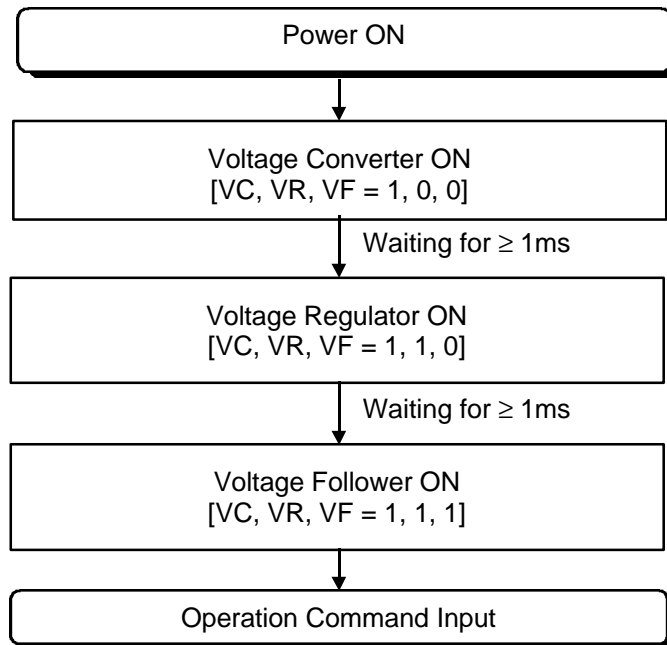 Power ON
Voltage Converter ON
[VC, VR, VF = 1, 0, 0]
Waiting for ≥ 1ms
Voltage Regulator ON
[VC, VR, VF = 1, 1, 0]
Waiting for ≥ 1ms
Voltage Follower ON
[VC, VR, VF = 1, 1, 1]
Operation Command Input